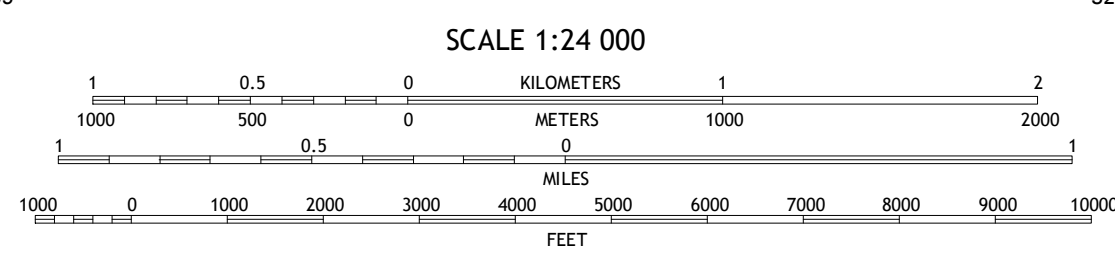 SCALE 1:24 000
1 0.5 0 KILOMETERS 1 2
1000 500 0 METERS 1000 2000
1 0.5 0 1
MILES
1000 0 1000 2000 3000 4000 5000 6000 7000 8000 9000 10000
FEET